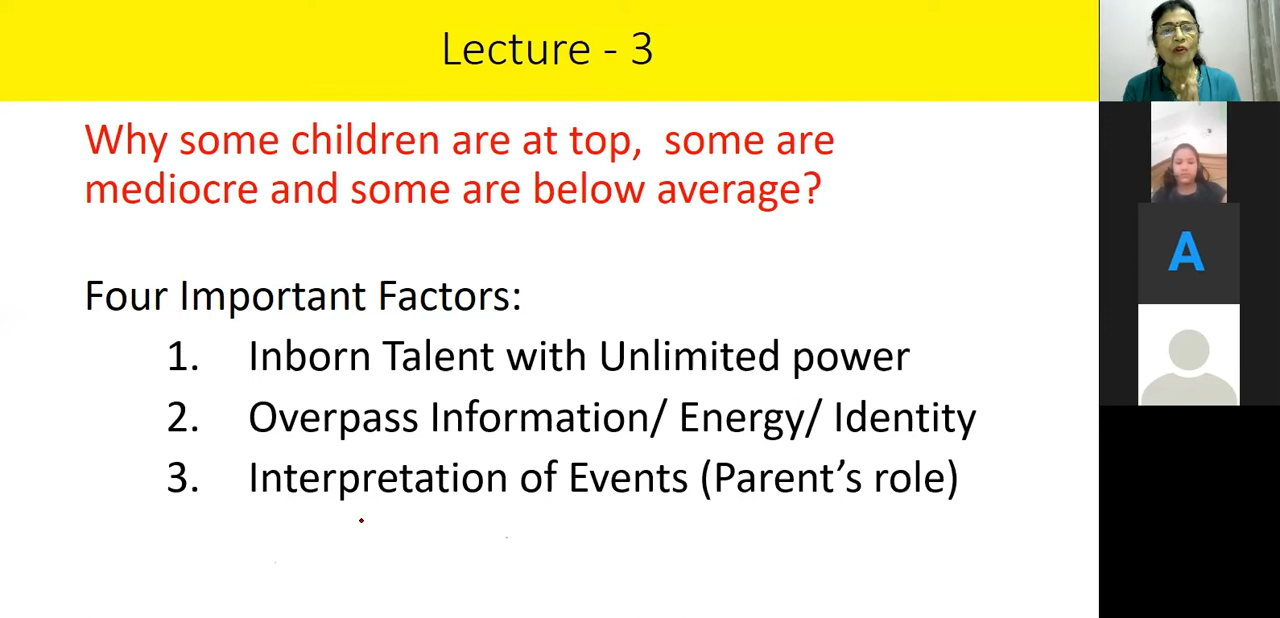 Lecture - 3
Why some children are at top, some are
mediocre and some are below average?
Four Important Factors:
1. Inborn Talent with Unlimited power
2. Overpass Information/ Energy/ Identity
3. Interpretation of Events (Parent's role)
A